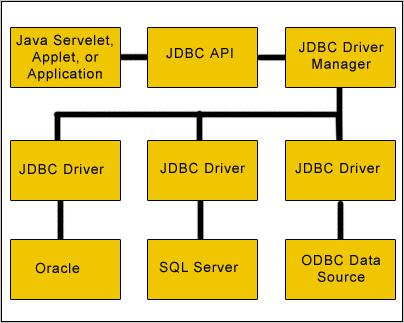 Java Servelet,
Applet, or
Application
JDBC API
JDBC Driver
Manager
JDBC Driver
JDBC Driver
JDBC Driver
Oracle
SQL Server
ODBC Data
Source